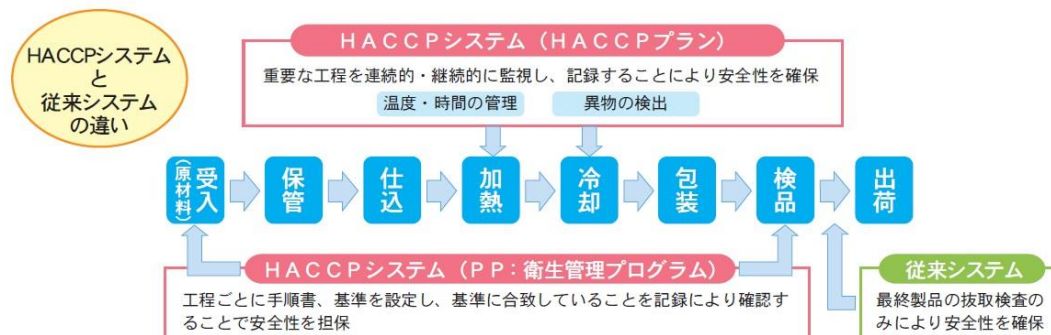 HACCPシステム
と
従来システム
の違い
HACCPシステム（HACCPプラン）
重要な工程を連続的・継続的に監視し、記録することにより安全性を確保
温度・時間の管理
異物の検出
受入（原材料）
保管
仕込
加熱
冷却
包装
検品
出荷
HACCPシステム（PP：衛生管理プログラム）
工程ごとに手順書、基準を設定し、基準に合致していることを記録により確認す
ることで安全性を担保
従来システム
最終製品の抜取検査の
みにより安全性を確保